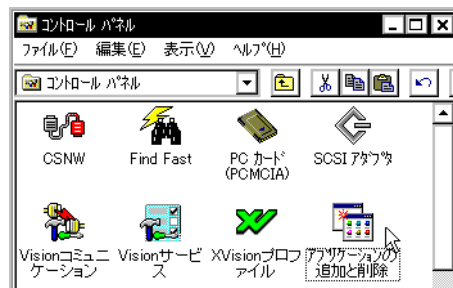 コントロール パネル
ファイル(F) 編集(E) 表示(V) ヘルプ(H)
コントロール パネル
CSNW Find Fast PC カード SCSI アダプタ
(PCMCIA)
Visionコミュニ Visionサービ XVisionプロフ アプリケーションの
ケーション ス ァイル 追加と削除